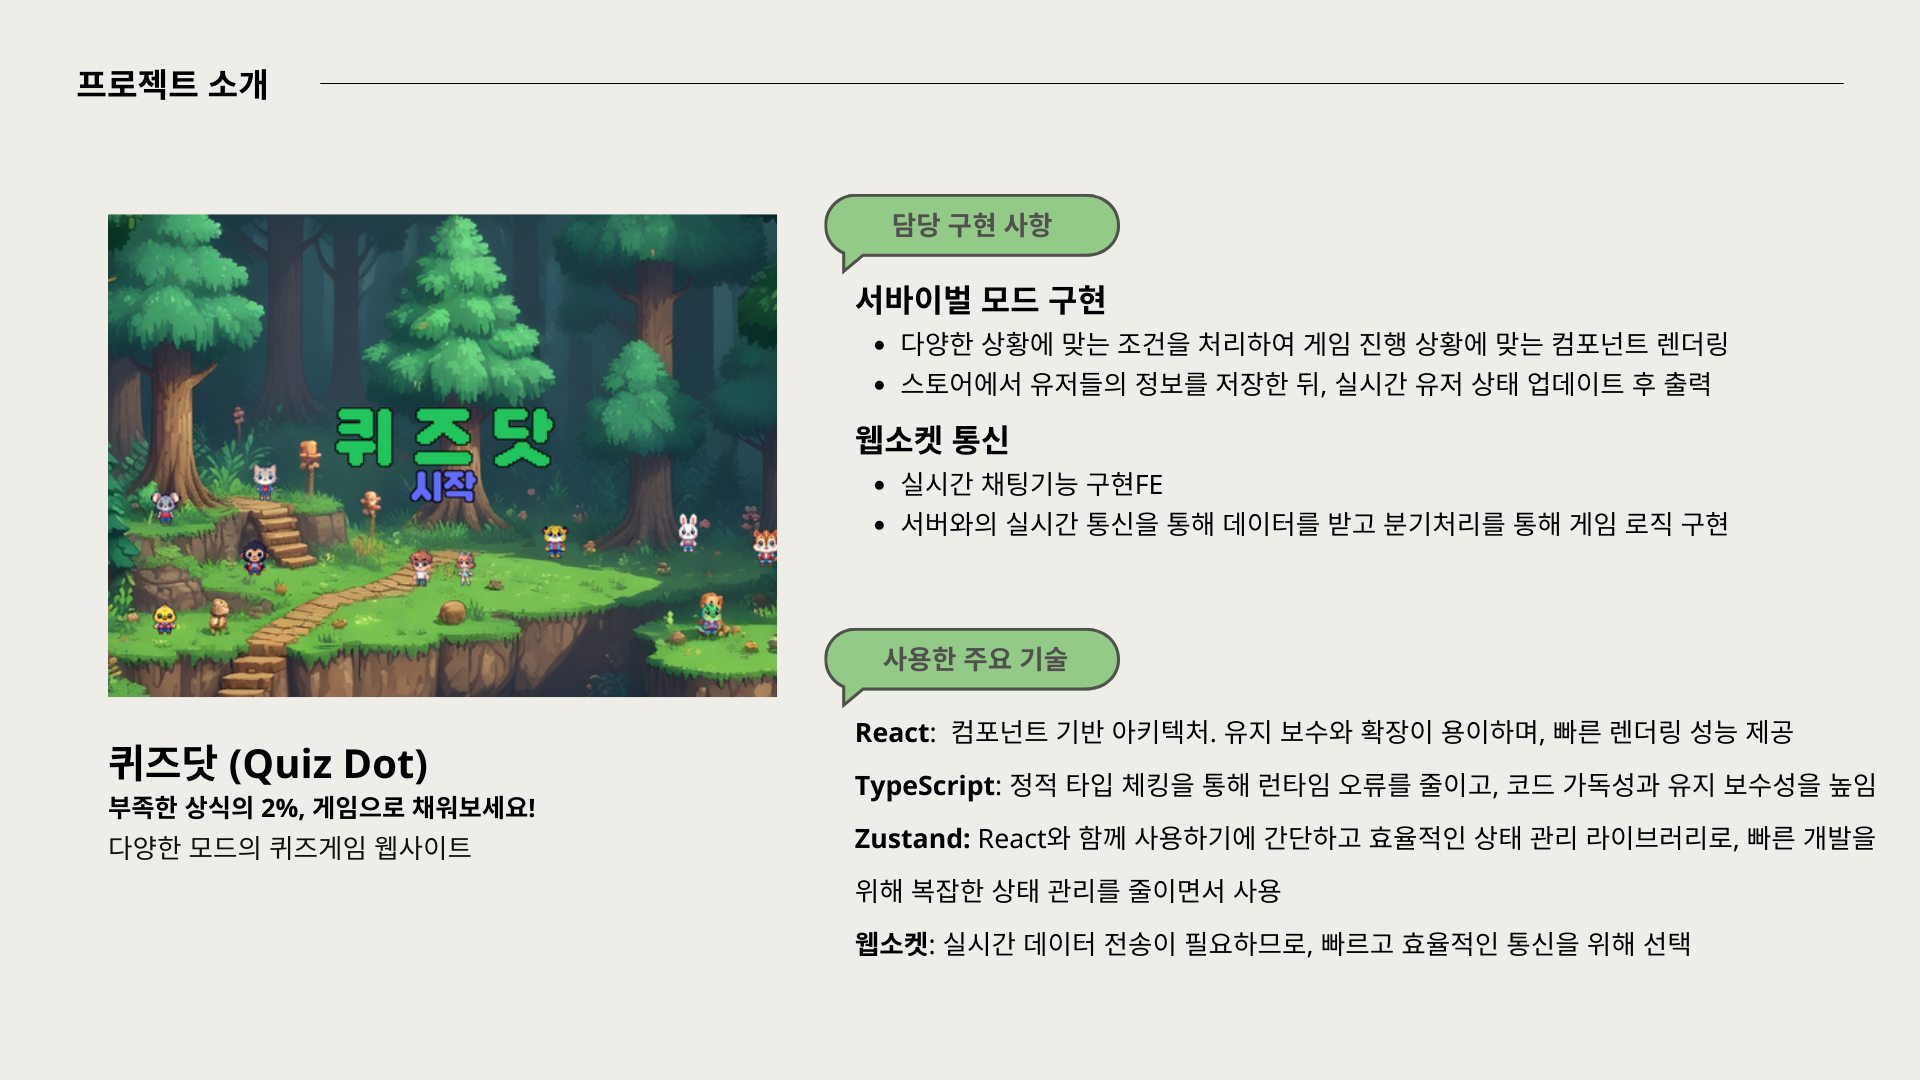 프로젝트 소개
퀴즈닷
시작
퀴즈닷 (Quiz Dot)
부족한 상식의 2%, 게임으로 채워보세요!
다양한 모드의 퀴즈게임 웹사이트
담당 구현 사항
서바이벌 모드 구현
• 다양한 상황에 맞는 조건을 처리하여 게임 진행 상황에 맞는 컴포넌트 렌더링
• 스토어에서 유저들의 정보를 저장한 뒤, 실시간 유저 상태 업데이트 후 출력
웹소켓 통신
• 실시간 채팅기능 구현FE
• 서버와의 실시간 통신을 통해 데이터를 받고 분기처리를 통해 게임 로직 구현
사용한 주요 기술
React: 컴포넌트 기반 아키텍처. 유지 보수와 확장이 용이하며, 빠른 렌더링 성능 제공
TypeScript: 정적 타입 체킹을 통해 런타임 오류를 줄이고, 코드 가독성과 유지 보수성을 높임
Zustand: React와 함께 사용하기에 간단하고 효율적인 상태 관리 라이브러리로, 빠른 개발을
위해 복잡한 상태 관리를 줄이면서 사용
웹소켓: 실시간 데이터 전송이 필요하므로, 빠르고 효율적인 통신을 위해 선택